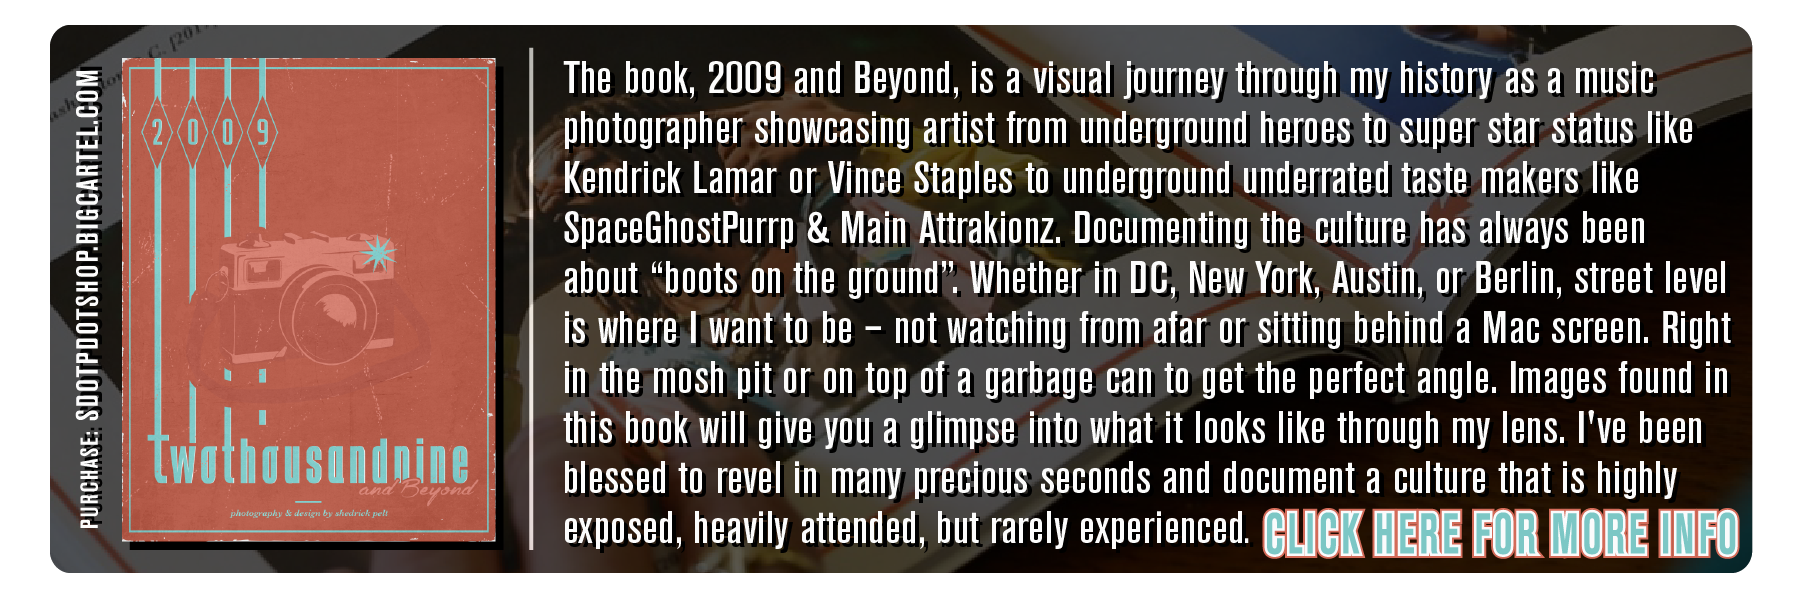 PURCHASE: SDOTPDOTSHOP.BIGCARTEL.COM
2009
twothousandnine
and Beyond
photography & design by shedrick pelt
The book, 2009 and Beyond, is a visual journey through my history as a music
photographer showcasing artist from underground heroes to super star status like
Kendrick Lamar or Vince Staples to underground underrated taste makers like
SpaceGhostPurrp & Main Attrakionz. Documenting the culture has always been
about “boots on the ground”. Whether in DC, New York, Austin, or Berlin, street level
is where I want to be – not watching from afar or sitting behind a Mac screen. Right
in the mosh pit or on top of a garbage can to get the perfect angle. Images found in
this book will give you a glimpse into what it looks like through my lens. I've been
blessed to revel in many precious seconds and document a culture that is highly
exposed, heavily attended, but rarely experienced. CLICK HERE FOR MORE INFO